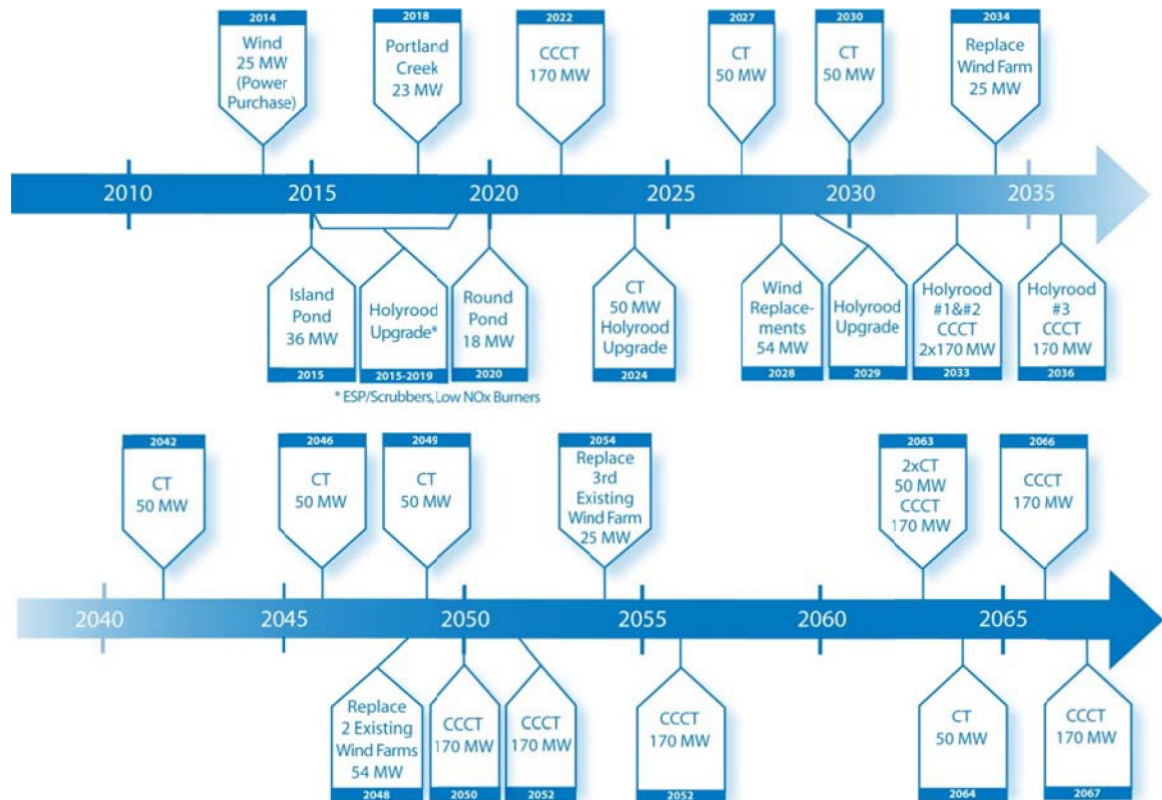 2014
Wind
25 MW
(Power
Purchase)
2018
Portland
Creek
23 MW
2022
CCCT
170 MW
2027
CT
50 MW
2030
CT
50 MW
2034
Replace
Wind Farm
25 MW
2010
2015
2020
2025
2030
2035
Island
Pond
36 MW
2015
Holyrood
Upgrade*
2015-2019
Round
Pond
18 MW
2020
CT
50 MW
Holyrood
Upgrade
2024
Wind
Replace-
ments
54 MW
2028
Holyrood
Upgrade
2029
Holyrood
#1&#2
CCCT
2x170 MW
2033
Holyrood
#3
CCCT
170 MW
2036
* ESP/Scrubbers, Low NOx Burners
2042
CT
50 MW
2046
CT
50 MW
2049
CT
50 MW
2054
Replace
3rd
Existing
Wind Farm
25 MW
2063
2xCT
50 MW
CCCT
170 MW
2066
CCCT
170 MW
2040
2045
2050
2055
2060
2065
Replace
2 Existing
Wind Farms
54 MW
2048
CCCT
170 MW
2050
CCCT
170 MW
2052
CCCT
170 MW
2052
CT
50 MW
2064
CCCT
170 MW
2067